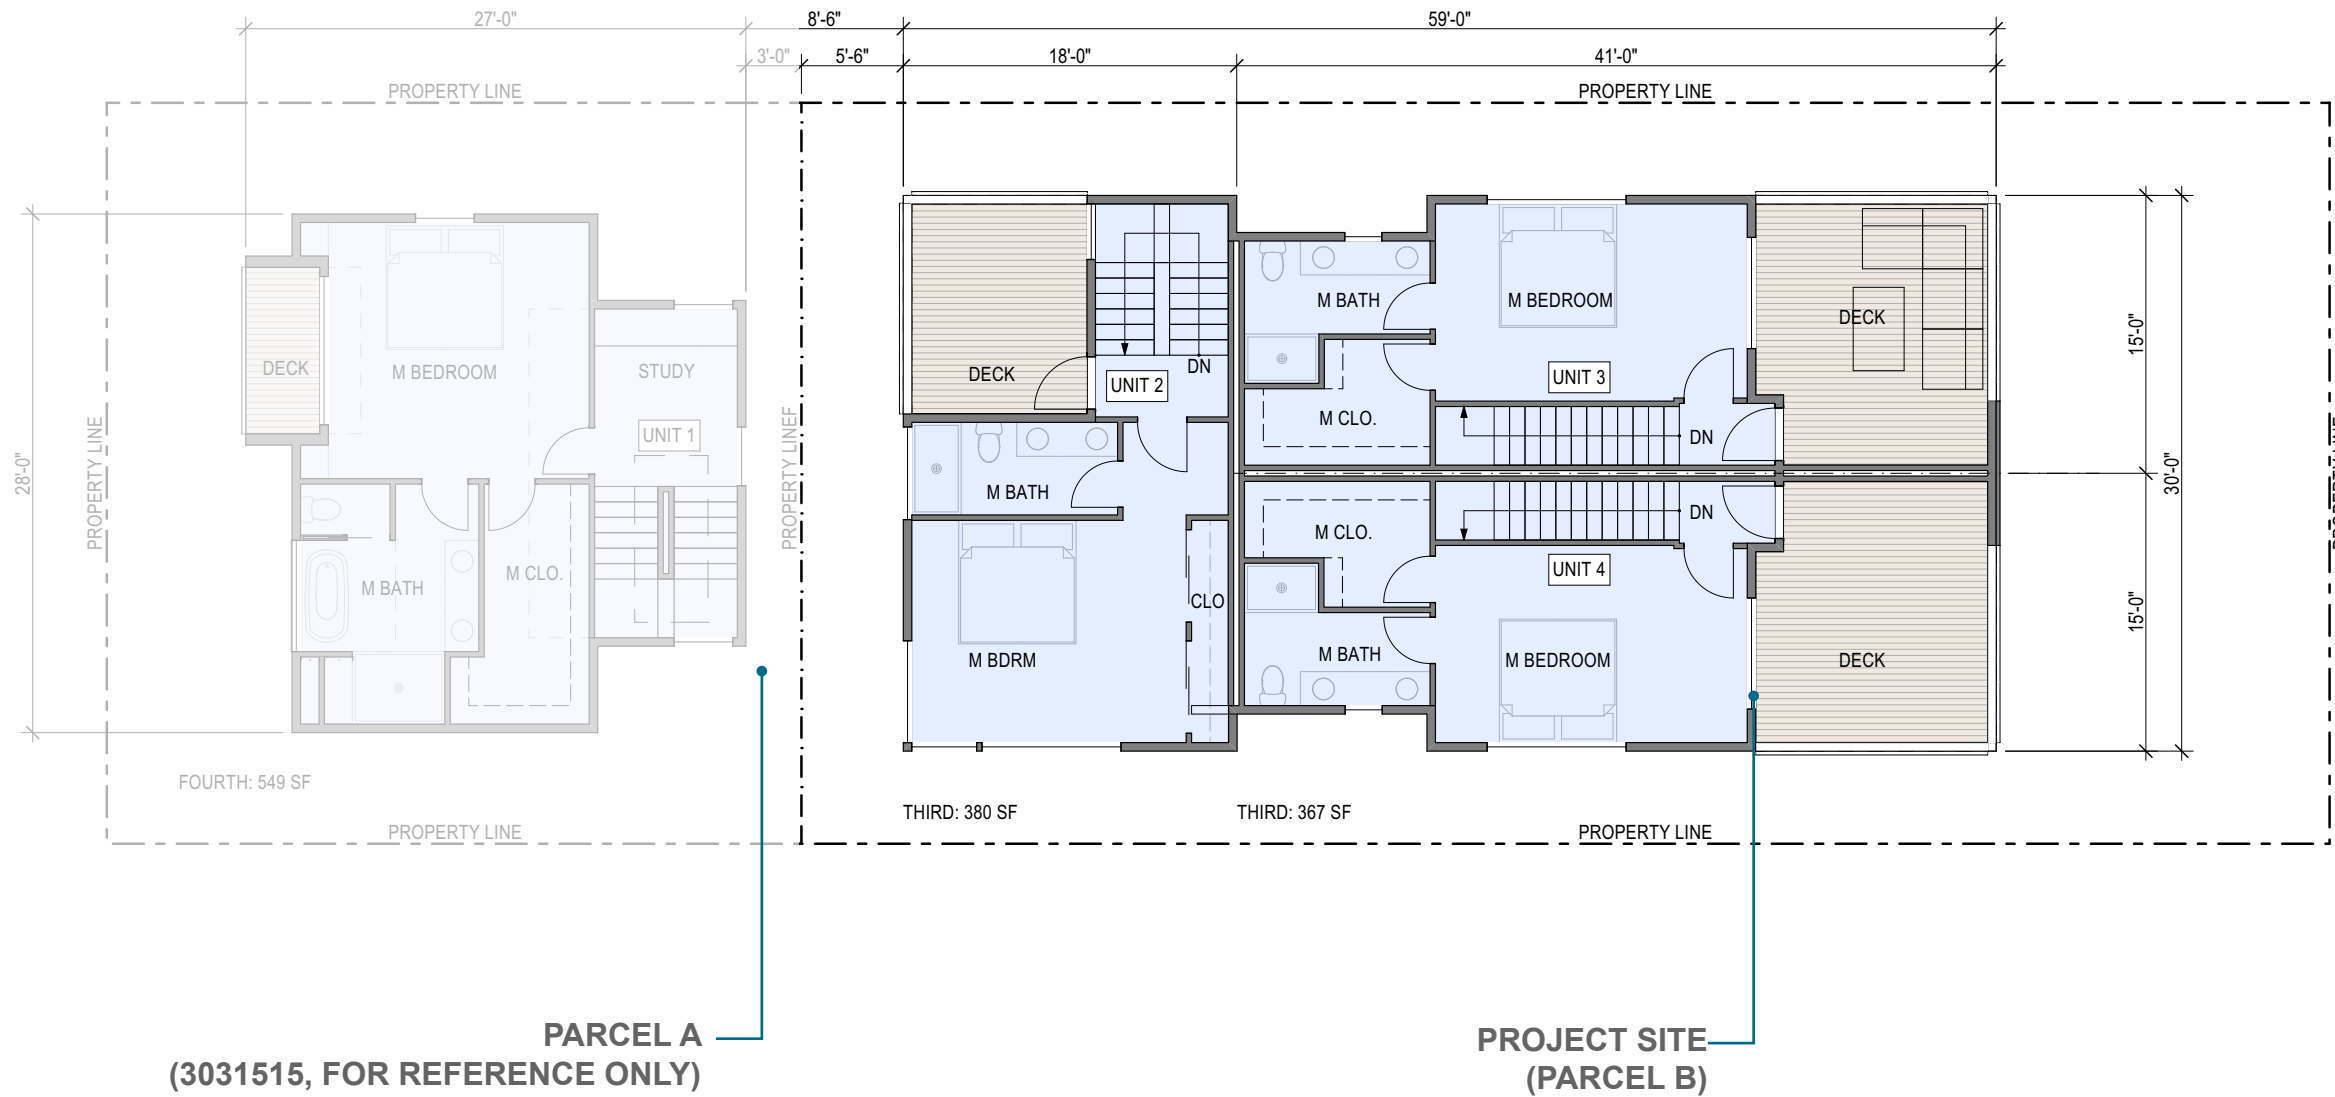 27'-0"
8'-6"
59'-0"
3'-0"
5'-6"
18'-0"
41'-0"
PROPERTY LINE
PROPERTY LINE
M BATH
M BEDROOM
DECK
DECK
M BEDROOM
STUDY
DECK
DN
UNIT 2
UNIT 3
15'-0"
M CLO.
UNIT 1
DN
PROPERTY LINE
PROPERTY LINEF
PROPERTY LINE
28'-0"
30'-0"
M BATH
DN
M CLO.
M CLO.
UNIT 4
M BATH
CLO
15'-0"
M BDRM
M BATH
M BEDROOM
DECK
FOURTH: 549 SF
THIRD: 380 SF
THIRD: 367 SF
PROPERTY LINE
PROPERTY LINE
PARCEL A
(3031515, FOR REFERENCE ONLY)
PROJECT SITE
(PARCEL B)